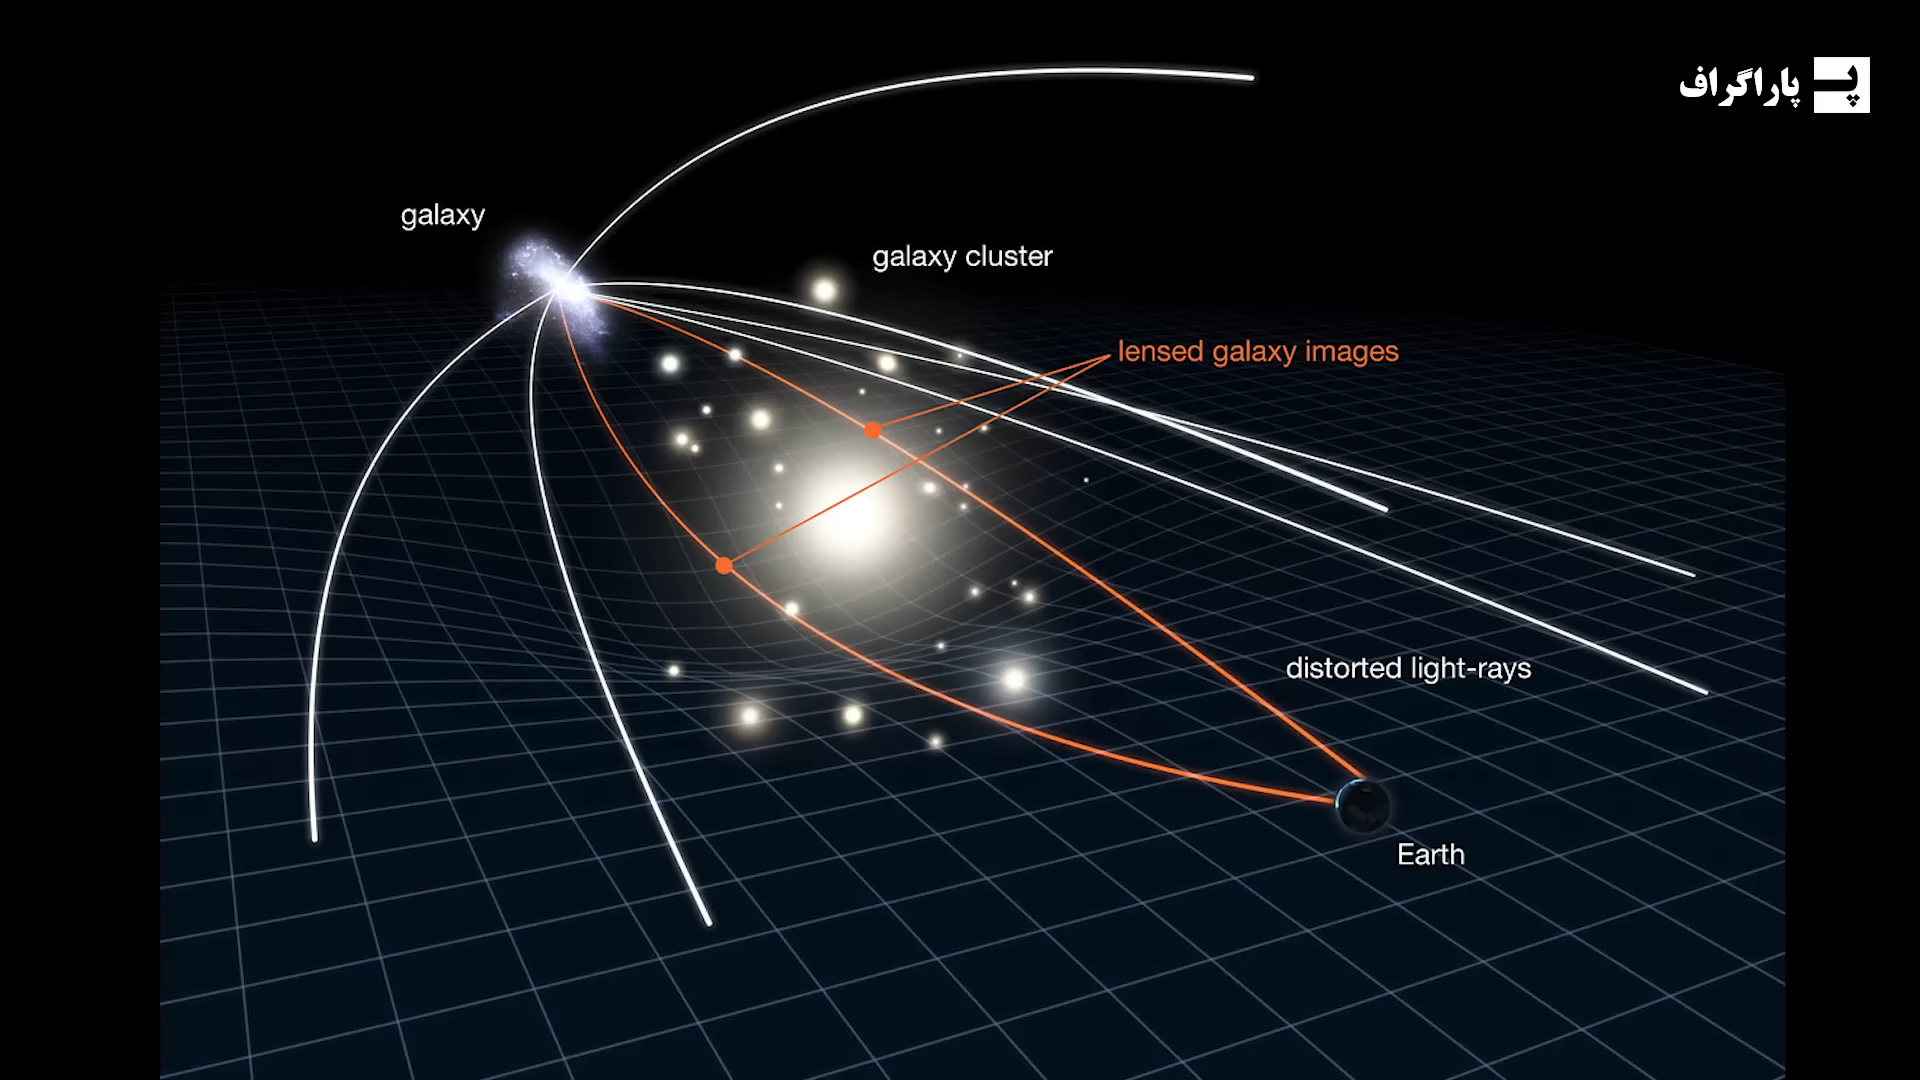 پاراگراف
galaxy
galaxy cluster
lensed galaxy images
distorted light-rays
Earth